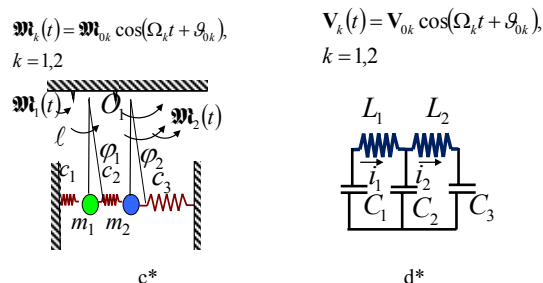 𝔐ₖ(t) = 𝔐₀ₖ cos(Ωₖt + ϑ₀ₖ),
k = 1,2
𝔐₁(t)
O₁
𝔐₂(t)
ℓ
φ₁
φ₂
c₁
c₂
c₃
m₁
m₂
c*
𝐕ₖ(t) = 𝐕₀ₖ cos(Ωₖt + ϑ₀ₖ),
k = 1,2
L₁
L₂
i₁
i₂
C₁
C₂
C₃
d*